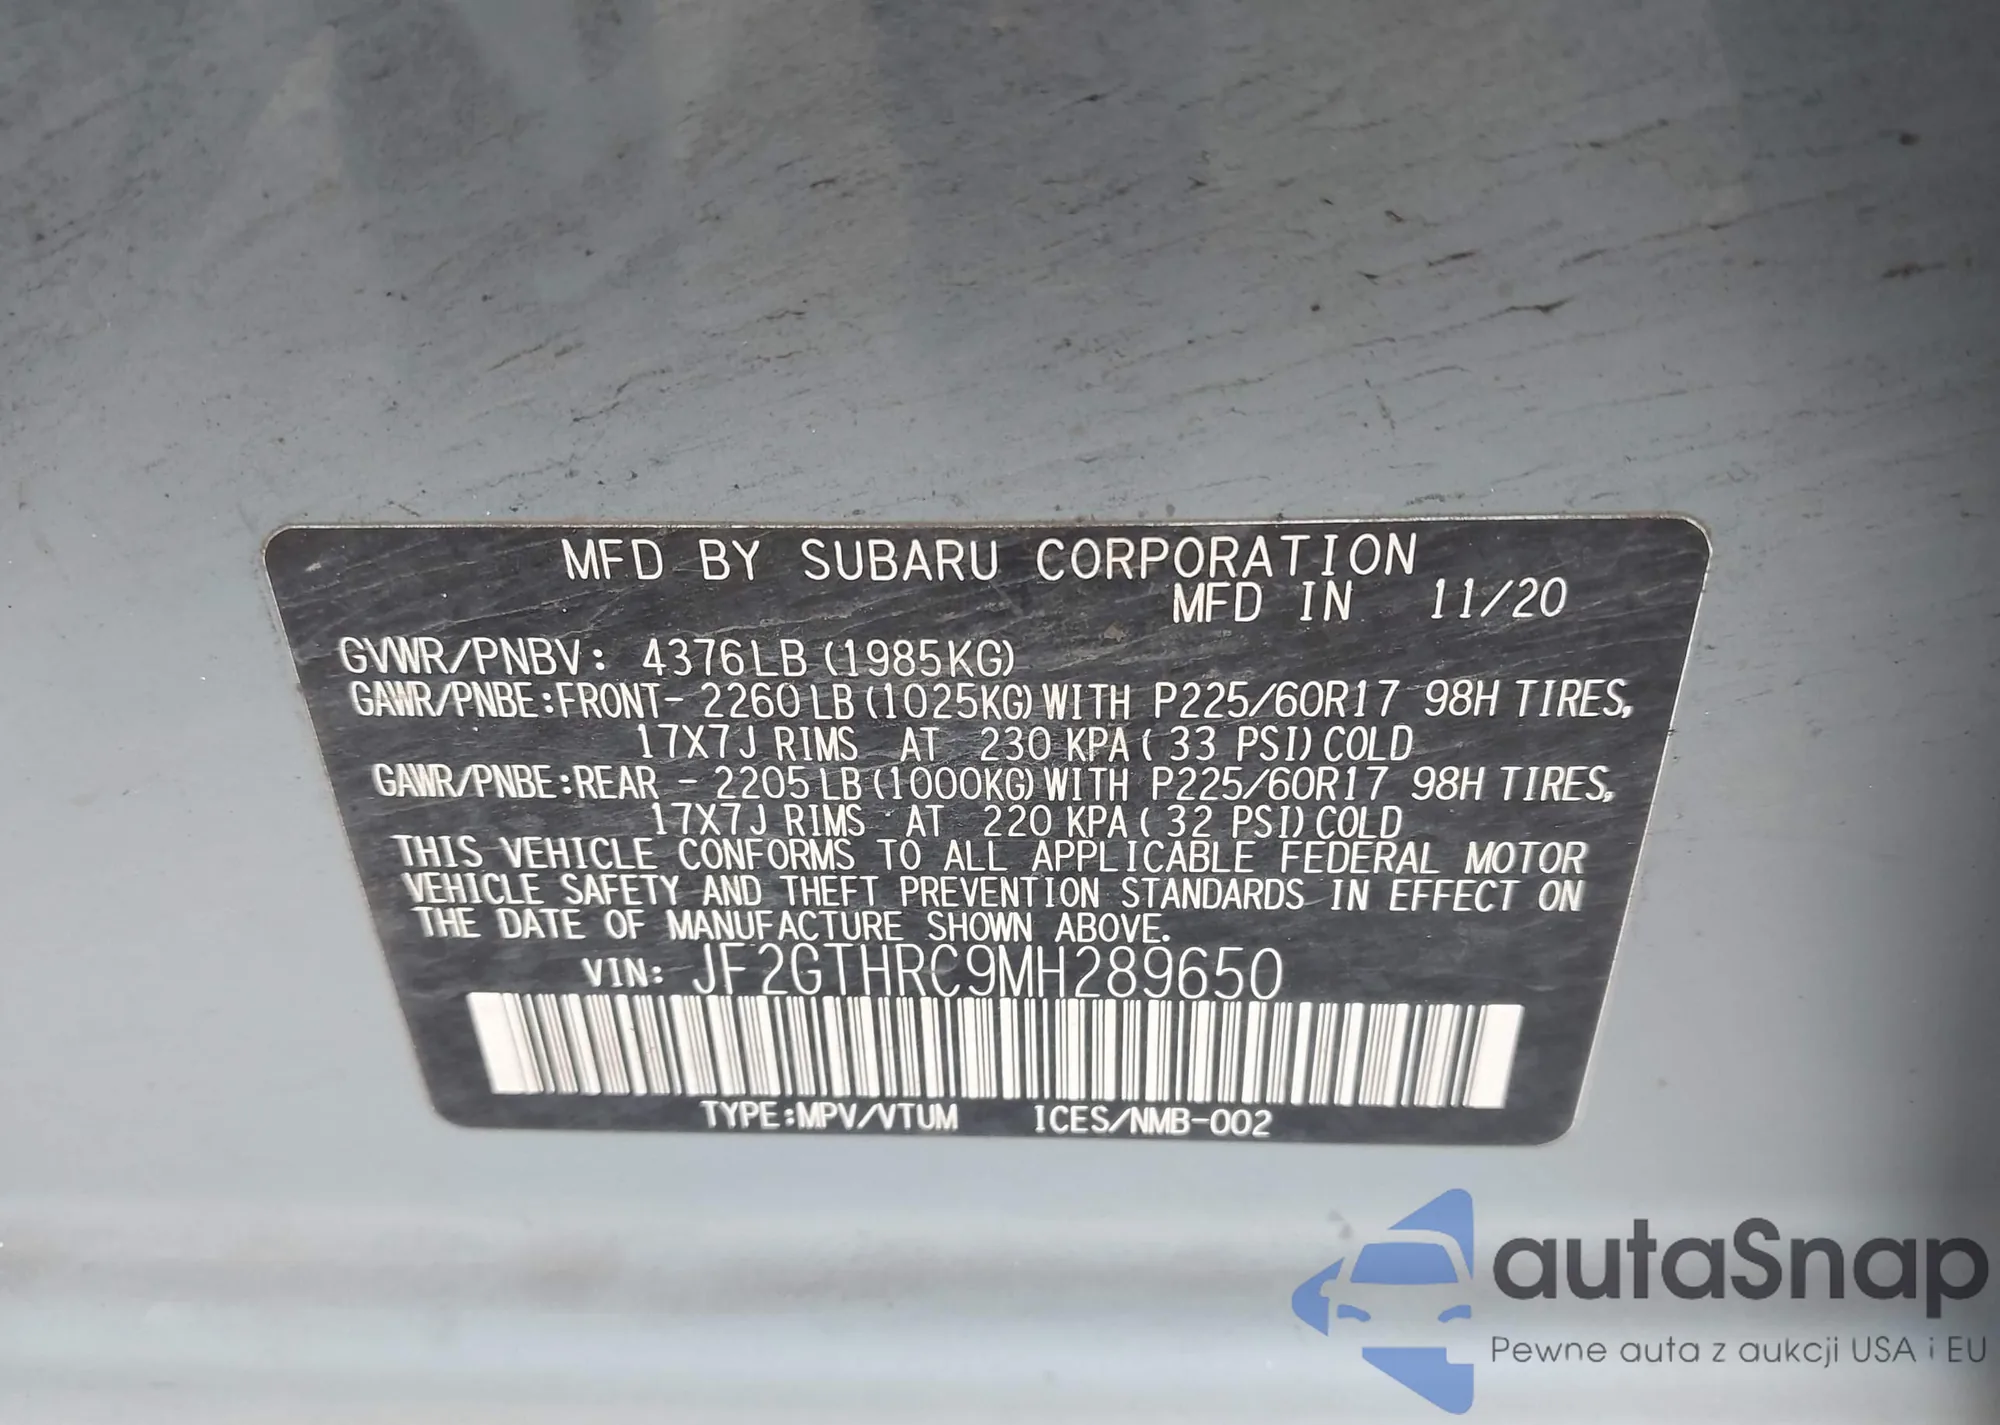 MFD BY SUBARU CORPORATION
MFD IN 11/20
GVWR/PNBV: 4376LB (1985KG)
GAWR/PNBE:FRONT- 2260 LB (1025KG) WITH P225/60R17 98H TIRES,
17X7J RIMS AT 230 KPA ( 33 PSI) COLD
GAWR/PNBE:REAR - 2205 LB (1000KG) WITH P225/60R17 98H TIRES,
17X7J RIMS AT 220 KPA ( 32 PSI) COLD
THIS VEHICLE CONFORMS TO ALL APPLICABLE FEDERAL MOTOR
VEHICLE SAFETY AND THEFT PREVENTION STANDARDS IN EFFECT ON
THE DATE OF MANUFACTURE SHOWN ABOVE.
VIN: JF2GTHRC9MH289650
TYPE:MPV/VTUM ICES/NMB-002
autaSnap
Pewne auta z aukcji USA i EU